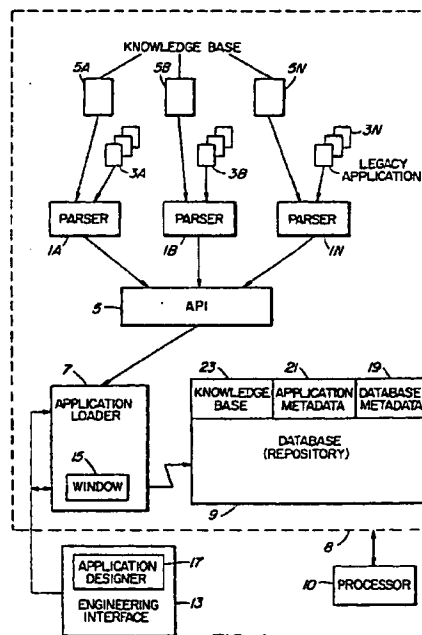 KNOWLEDGE BASE
5A
5B
5N
3A
3B
3N
LEGACY
APPLICATION
PARSER
PARSER
PARSER
1A
1B
1N
API
5
7
APPLICATION
LOADER
15
WINDOW
23
21
19
KNOWLEDGE
BASE
APPLICATION
METADATA
DATABASE
METADATA
DATABASE
(REPOSITORY)
9
8
17
APPLICATION
DESIGNER
ENGINEERING
INTERFACE
13
10
PROCESSOR